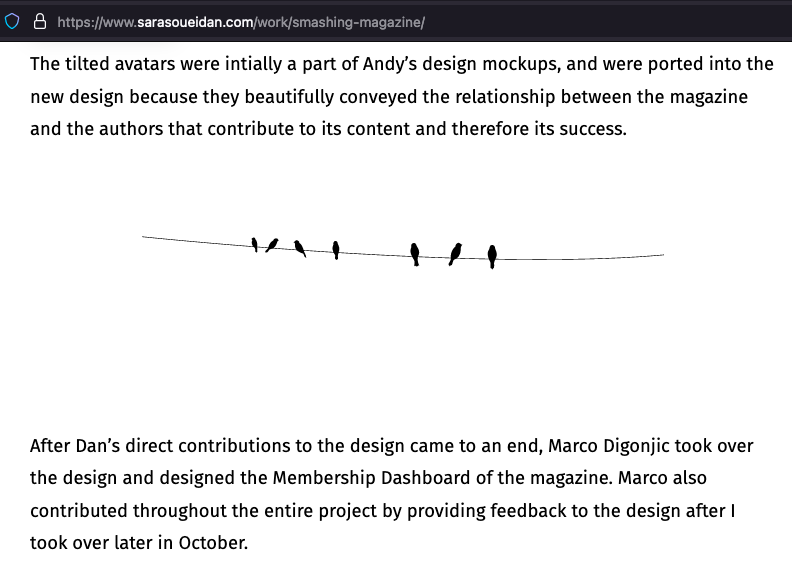 https://www.sarasoueidan.com/work/smashing-magazine/
The tilted avatars were intially a part of Andy’s design mockups, and were ported into the
new design because they beautifully conveyed the relationship between the magazine
and the authors that contribute to its content and therefore its success.
After Dan’s direct contributions to the design came to an end, Marco Digonjic took over
the design and designed the Membership Dashboard of the magazine. Marco also
contributed throughout the entire project by providing feedback to the design after I
took over later in October.